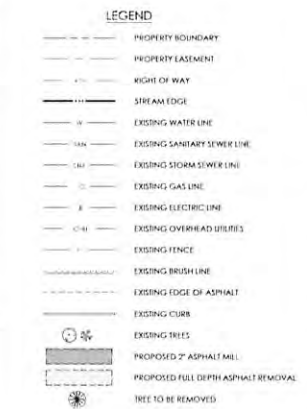 LEGEND
PROPERTY BOUNDARY
PROPERTY EASEMENT
RIGHT OF WAY
STREAM EDGE
EXISTING WATER LINE
EXISTING SANITARY SEWER LINE
EXISTING STORM SEWER LINE
EXISTING GAS LINE
EXISTING ELECTRIC LINE
EXISTING OVERHEAD UTILITIES
EXISTING FENCE
EXISTING BRUSH LINE
EXISTING EDGE OF ASPHALT
EXISTING CURB
EXISTING TREES
PROPOSED 2" ASPHALT MILL
PROPOSED FULL DEPTH ASPHALT REMOVAL
TREE TO BE REMOVED